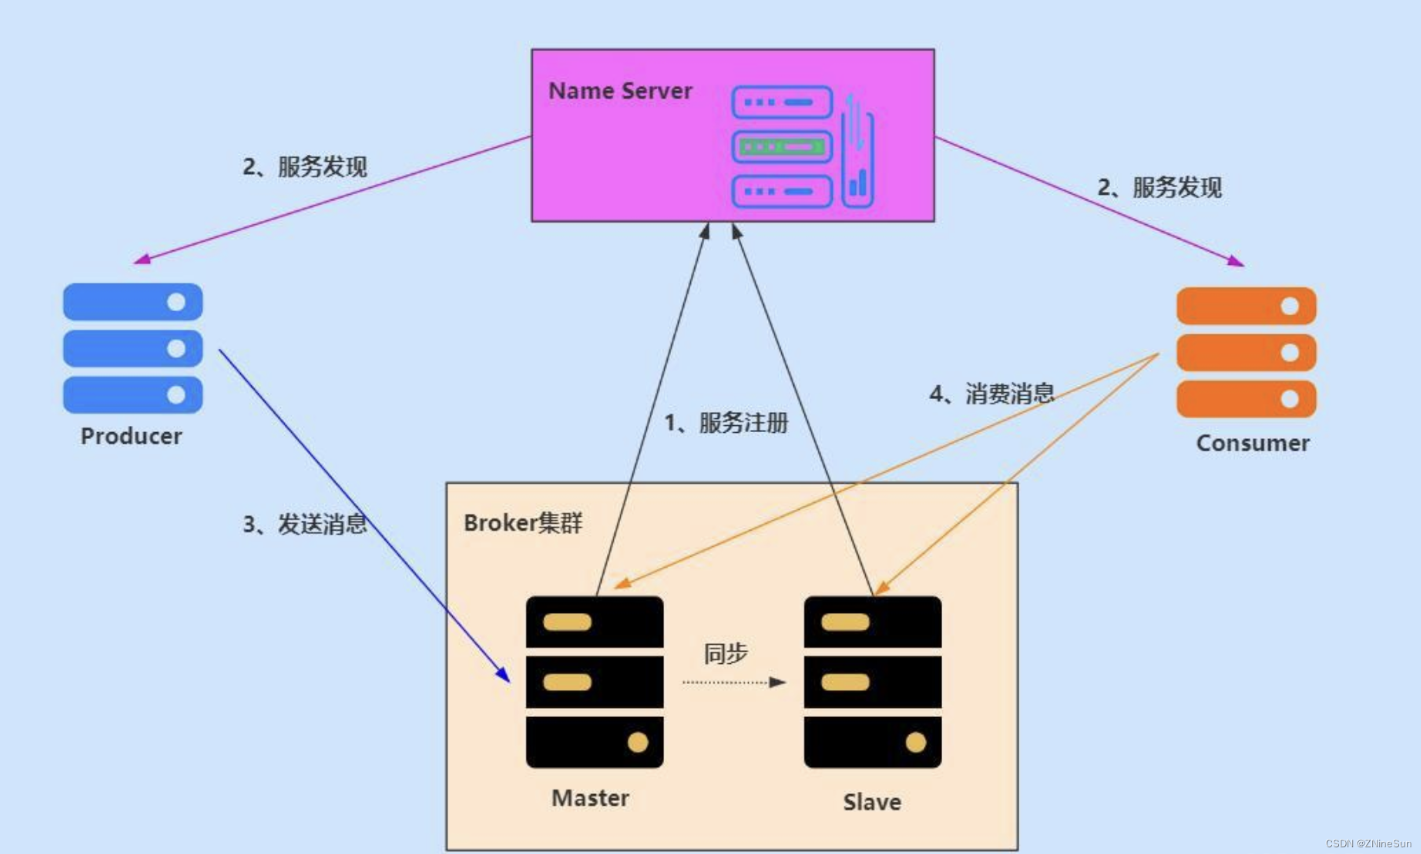 Name Server
2、服务发现
2、服务发现
Producer
4、消费消息
1、服务注册
Consumer
3、发送消息
Broker集群
同步
Master
Slave
CSDN @ZNineSun